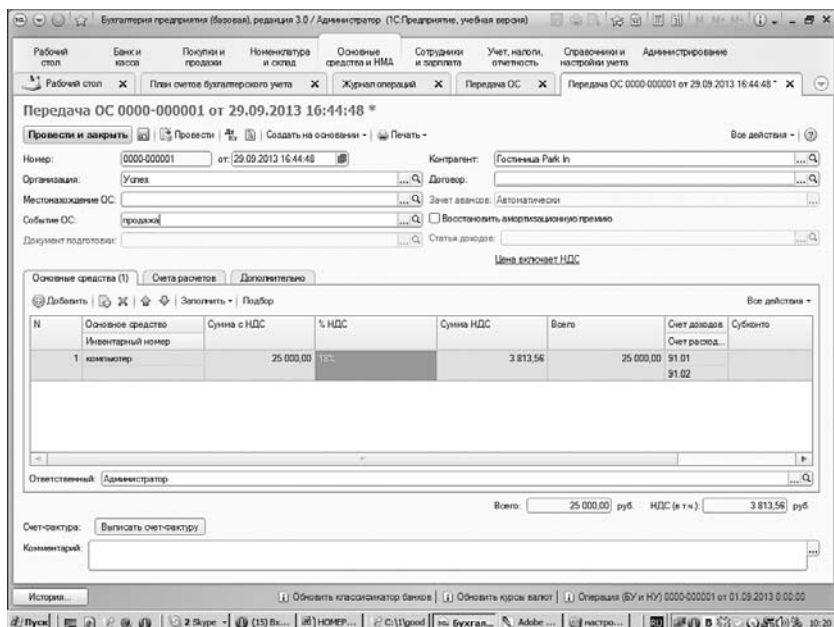 Бухгалтерия предприятия (базовая), редакция 3.0 / Администратор (1С:Предприятие, учебная версия)
Рабочий стол
Банк и касса
Покупки и продажи
Номенклатура и склад
Основные средства и НМА
Сотрудники и зарплата
Учет, налоги, отчетность
Справочники и настройки учета
Администрирование
Рабочий стол
План счетов бухгалтерского учета
Журнал операций
Передача ОС
Передача ОС 0000-000001 от 29.09.2013 16:44:48 *
Передача ОС 0000-000001 от 29.09.2013 16:44:48 *
Провести и закрыть Провести Создать на основании Печать Все действия
Номер: 0000-000001 от: 29.09.2013 16:44:48 Контрагент: Гостиница Park In
Организация: Успех Договор:
Местонахождение ОС: Зачет авансов: Автоматически
Событие ОС: продажа Восстановить амортизационную премию
Документ подготовки: Статья доходов:
Цена включает НДС
Основные средства (1) Счета расчетов Дополнительно
Добавить Заполнить Подбор Все действия
N Основное средство Сумма с НДС % НДС Сумма НДС Всего Счет доходов Субконто
Инвентарный номер Счет расход...
1 компьютер 25 000,00 18% 3 813,56 25 000,00 91.01
91.02
Ответственный: Администратор
Всего: 25 000,00 руб. НДС (в т.ч.): 3 813,56 руб.
Счет-фактура: Выписать счет-фактуру
Комментарий:
История... Обновить классификатор банков Обновить курсы валют Операция (БУ и НУ) 0000-000001 от 01.09.2013 0:00:00
Пуск 2 Skype (15) Вх... НОМЕР... C:\1\good Бухгал... Adobe ... настро... RU 10:20